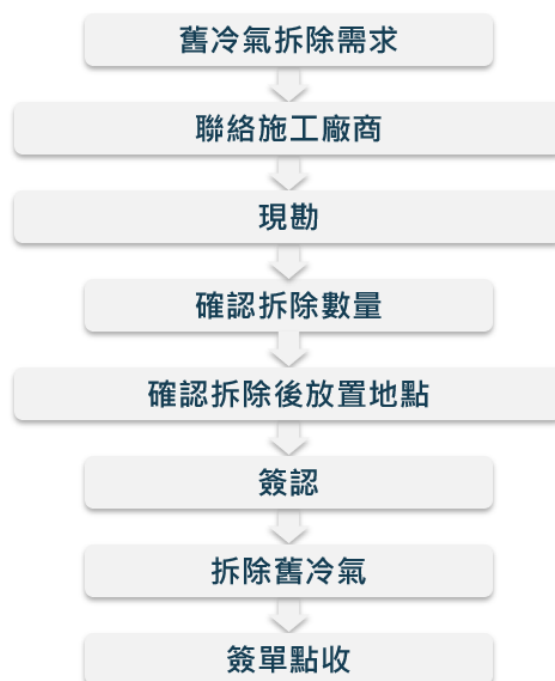 舊冷氣拆除需求
聯絡施工廠商
現勘
確認拆除數量
確認拆除後放置地點
簽認
拆除舊冷氣
簽單點收